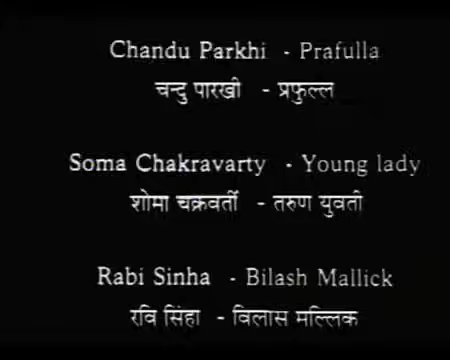 Chandu Parkhi - Prafulla
चन्दु पारखी - प्रफुल्ल
Soma Chakravarty - Young lady
शोमा चक्रवर्ती - तरुण युवती
Rabi Sinha - Bilash Mallick
रवि सिंहा - विलास मल्लिक